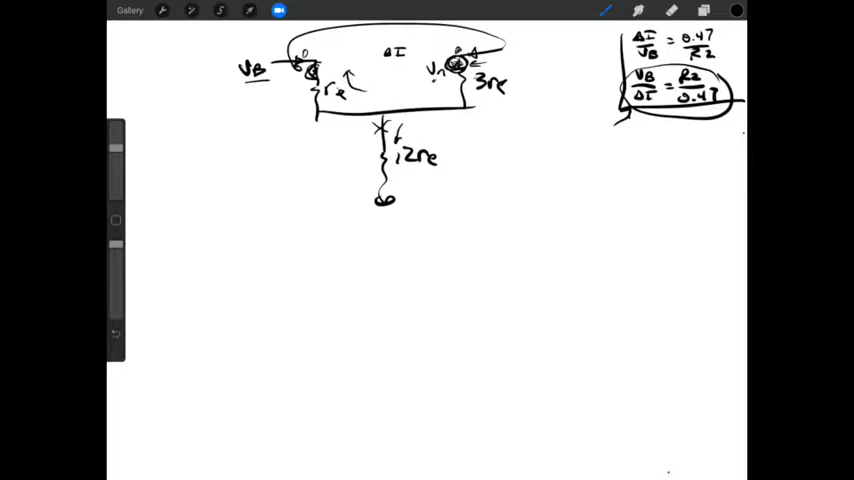 Gallery
ΔI
VB
Vn
re
3re
12re
ΔI/VB = 0.47/R2
VB/ΔI = R2/0.47